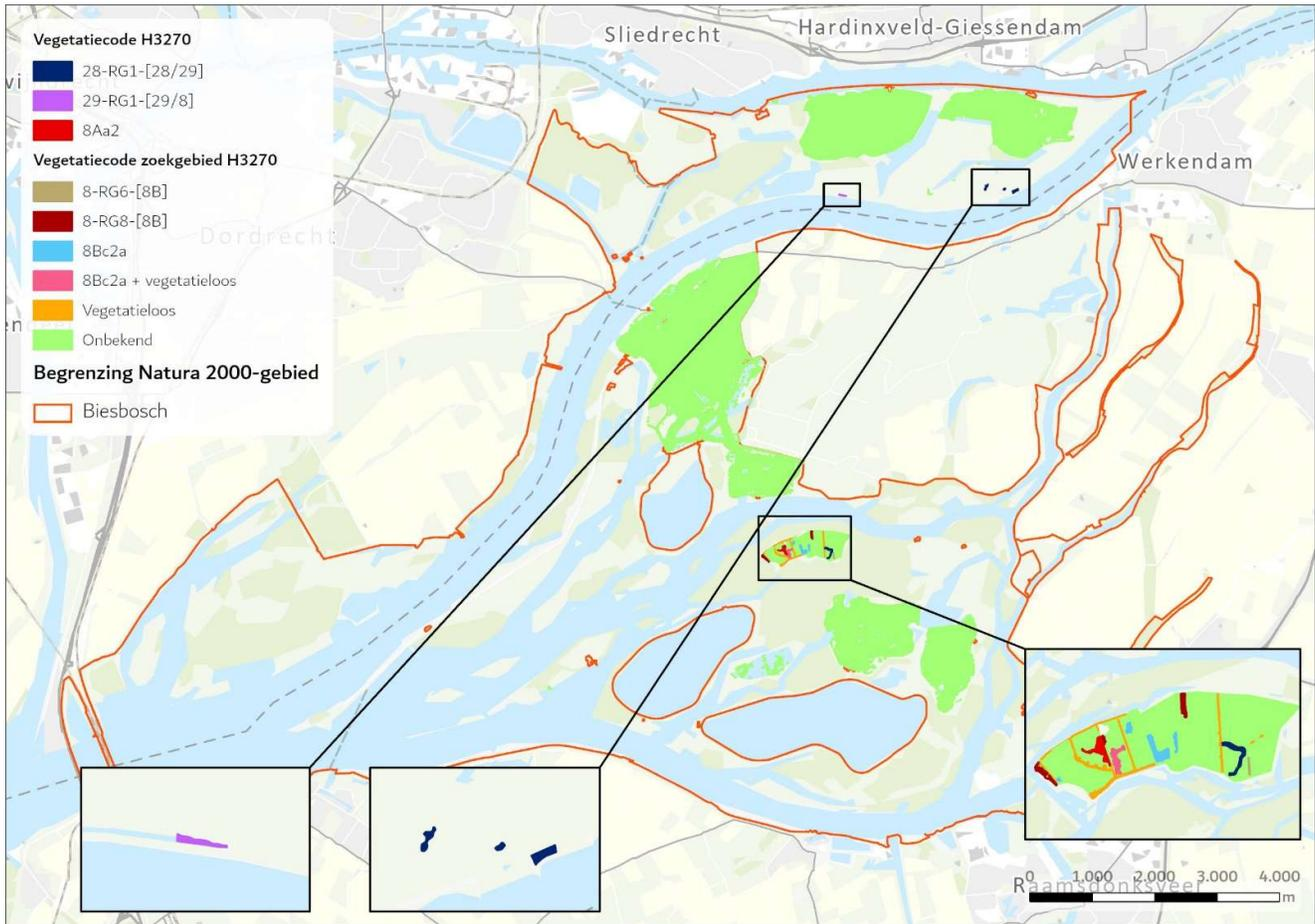 Sliedrecht
Hardinxveld-Giessendam
Werkendam
Dordrecht
Vegetatiecode H3270
28-RG1-[28/29]
29-RG1-[29/8]
8Aa2
Vegetatiecode zoekgebied H3270
8-RG6-[8B]
8-RG8-[8B]
8Bc2a
8Bc2a + vegetatieloos
Vegetatieloos
Onbekend
Begrenzing Natura 2000-gebied
Biesbosch
Raamsdonksveer
0 1.000 2.000 3.000 4.000
m